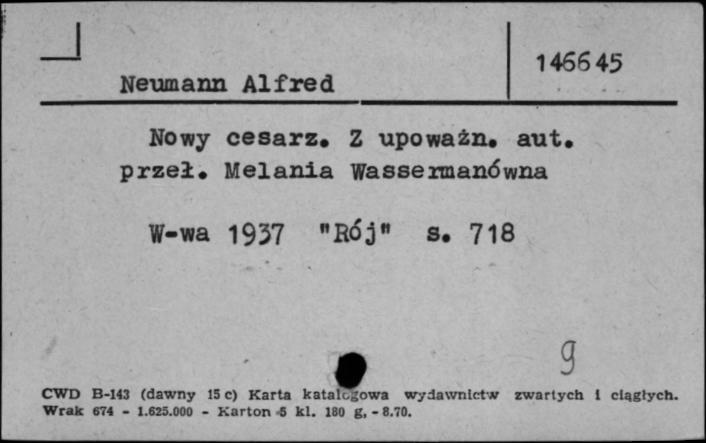 146645
Neumann Alfred
Nowy cesarz. Z upoważn. aut.
przeł. Melania Wassermanówna
W-wa 1937 "Rój" s. 718
g
CWD B-143 (dawny 15 c) Karta katalogowa wydawnictw zwartych i ciągłych.
Wrak 674 - 1.625.000 - Karton 5 kl. 180 g, - 8.70.